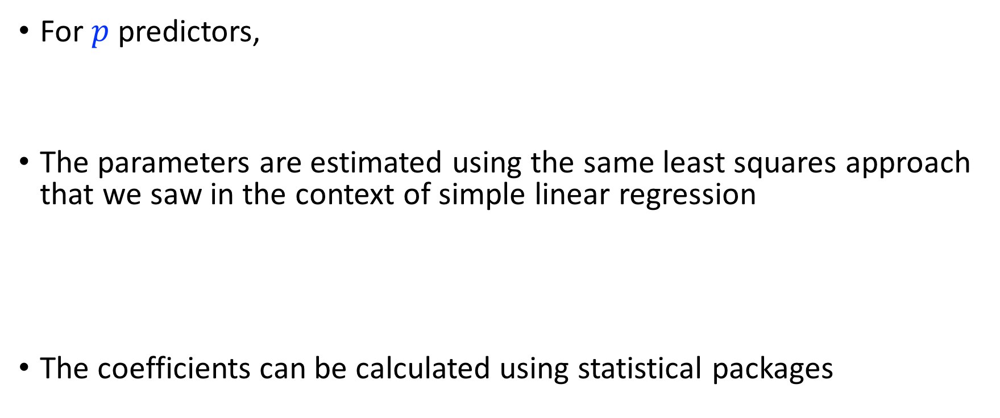 • For p predictors,
• The parameters are estimated using the same least squares approach
that we saw in the context of simple linear regression
• The coefficients can be calculated using statistical packages